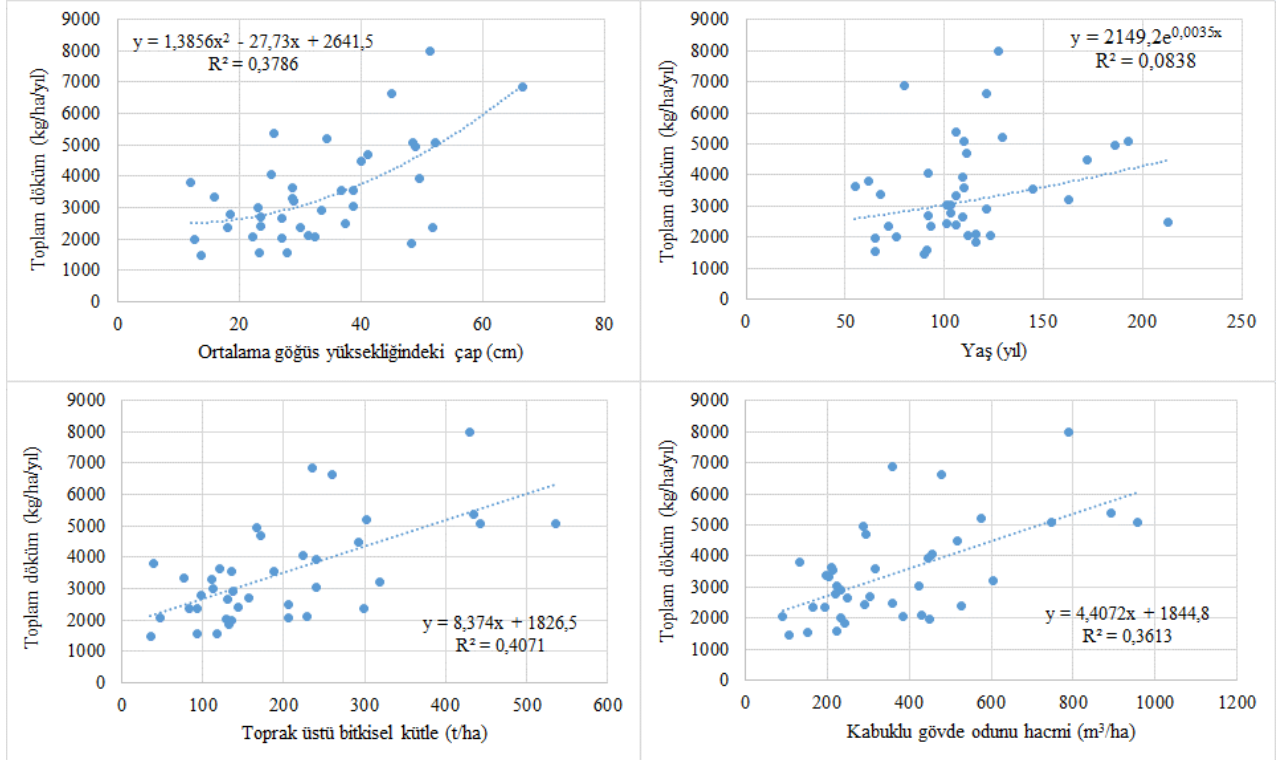 9000
8000
7000
6000
5000
4000
3000
2000
1000
0
Toplam döküm (kg/ha/yıl)
y = 1,3856x² - 27,73x + 2641,5
R² = 0,3786
0 20 40 60 80
Ortalama göğüs yüksekliğindeki çap (cm)
9000
8000
7000
6000
5000
4000
3000
2000
1000
0
Toplam döküm (kg/ha/yıl)
y = 2149,2e^0,0035x
R² = 0,0838
0 50 100 150 200 250
Yaş (yıl)
9000
8000
7000
6000
5000
4000
3000
2000
1000
0
Toplam döküm (kg/ha/yıl)
y = 8,374x + 1826,5
R² = 0,4071
0 100 200 300 400 500 600
Toprak üstü bitkisel kütle (t/ha)
9000
8000
7000
6000
5000
4000
3000
2000
1000
0
Toplam döküm (kg/ha/yıl)
y = 4,4072x + 1844,8
R² = 0,3613
0 200 400 600 800 1000 1200
Kabuklu gövde odunu hacmi (m³/ha)